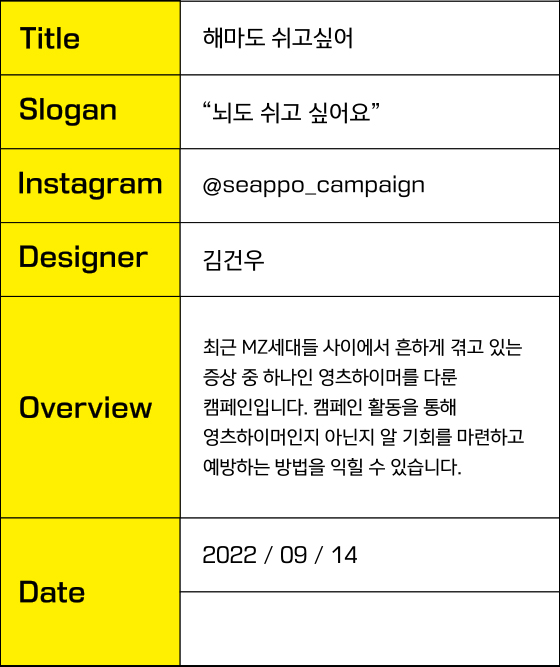 Title
해마도 쉬고싶어
Slogan
“뇌도 쉬고 싶어요”
Instagram
@seappo_campaign
Designer
김건우
Overview
최근 MZ세대들 사이에서 흔하게 겪고 있는
증상 중 하나인 영츠하이머를 다룬
캠페인입니다. 캠페인 활동을 통해
영츠하이머인지 아닌지 알 기회를 마련하고
예방하는 방법을 익힐 수 있습니다.
Date
2022 / 09 / 14